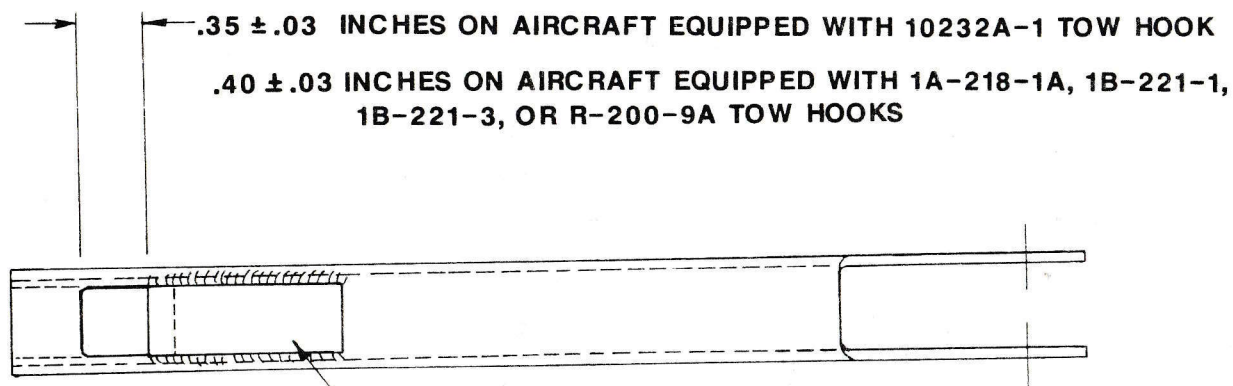 .35 ±.03 INCHES ON AIRCRAFT EQUIPPED WITH 10232A-1 TOW HOOK
.40 ±.03 INCHES ON AIRCRAFT EQUIPPED WITH 1A-218-1A, 1B-221-1,
1B-221-3, OR R-200-9A TOW HOOKS